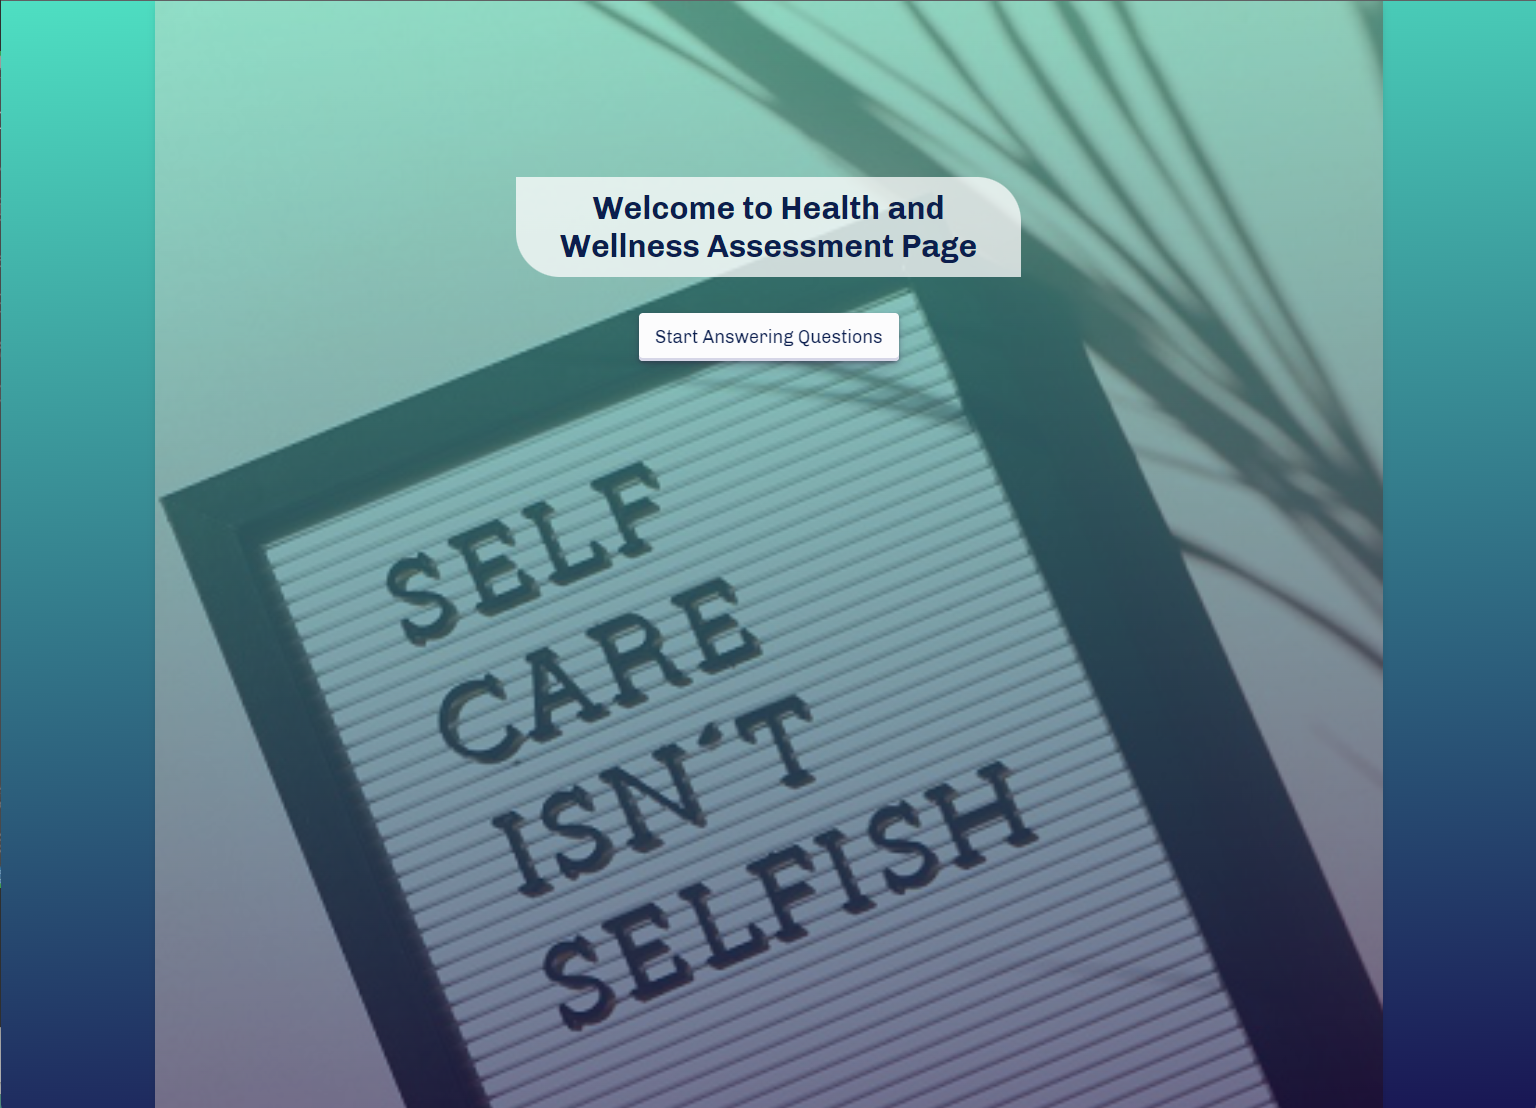 Welcome to Health and
Wellness Assessment Page
Start Answering Questions
SELF
CARE
ISN'T
SELFISH